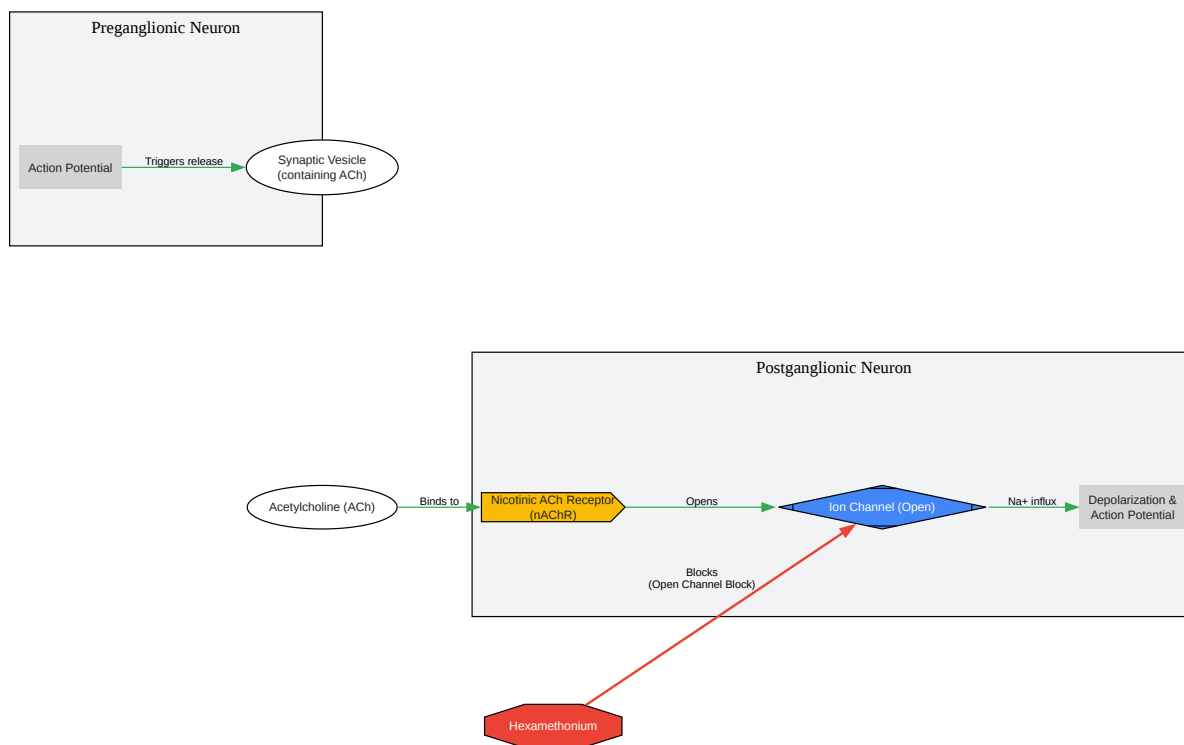 Preganglionic Neuron
Action Potential
Triggers release
Synaptic Vesicle
(containing ACh)
Postganglionic Neuron
Acetylcholine (ACh)
Binds to
Nicotinic ACh Receptor
(nAChR)
Opens
Ion Channel (Open)
Na+ influx
Depolarization &
Action Potential
Blocks
(Open Channel Block)
Hexamethonium